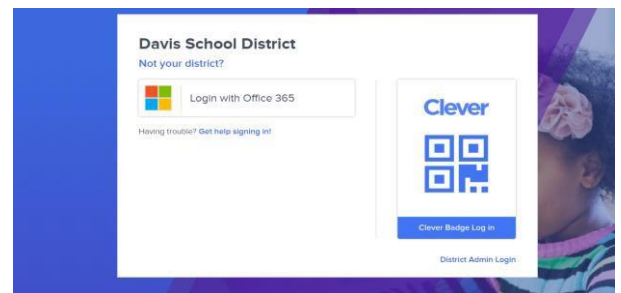 Davis School District
Not your district?
Login with Office 365
Having trouble? Get help signing in!
Clever
Clever Badge Log in
District Admin Login